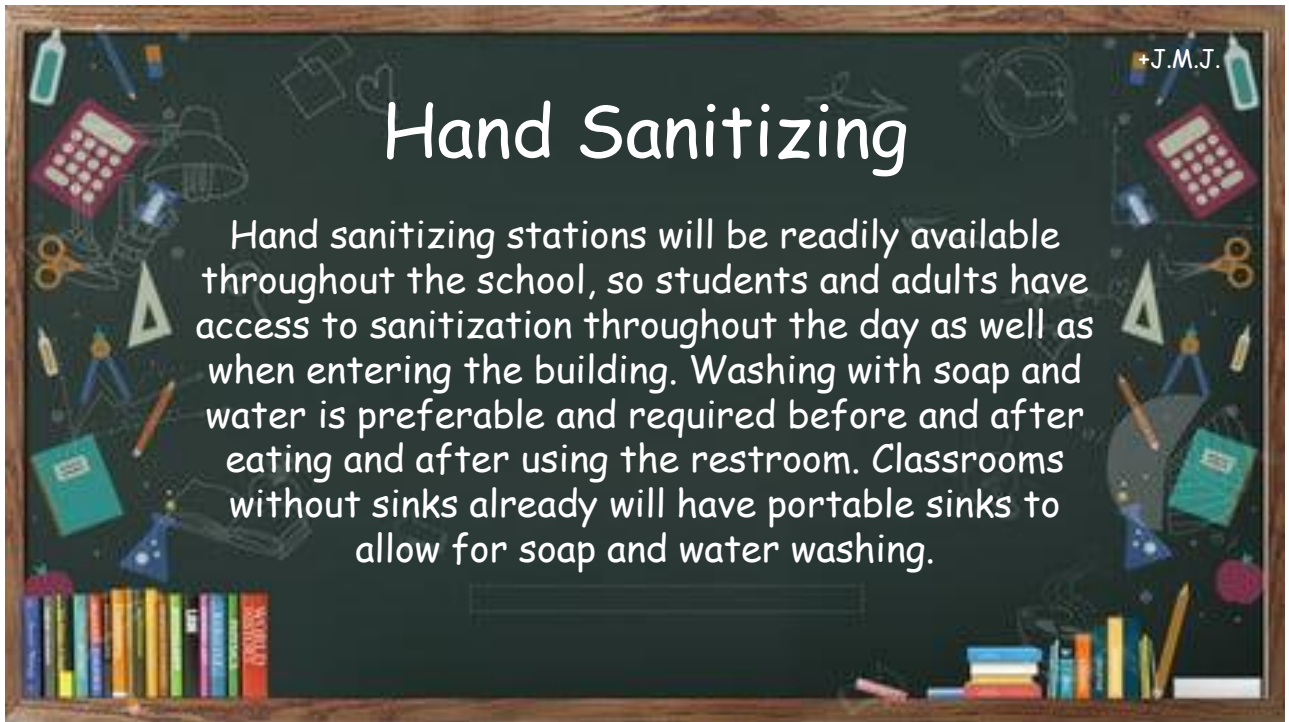 +J.M.J.
Hand Sanitizing
Hand sanitizing stations will be readily available
throughout the school, so students and adults have
access to sanitization throughout the day as well as
when entering the building. Washing with soap and
water is preferable and required before and after
eating and after using the restroom. Classrooms
without sinks already will have portable sinks to
allow for soap and water washing.
WORLD